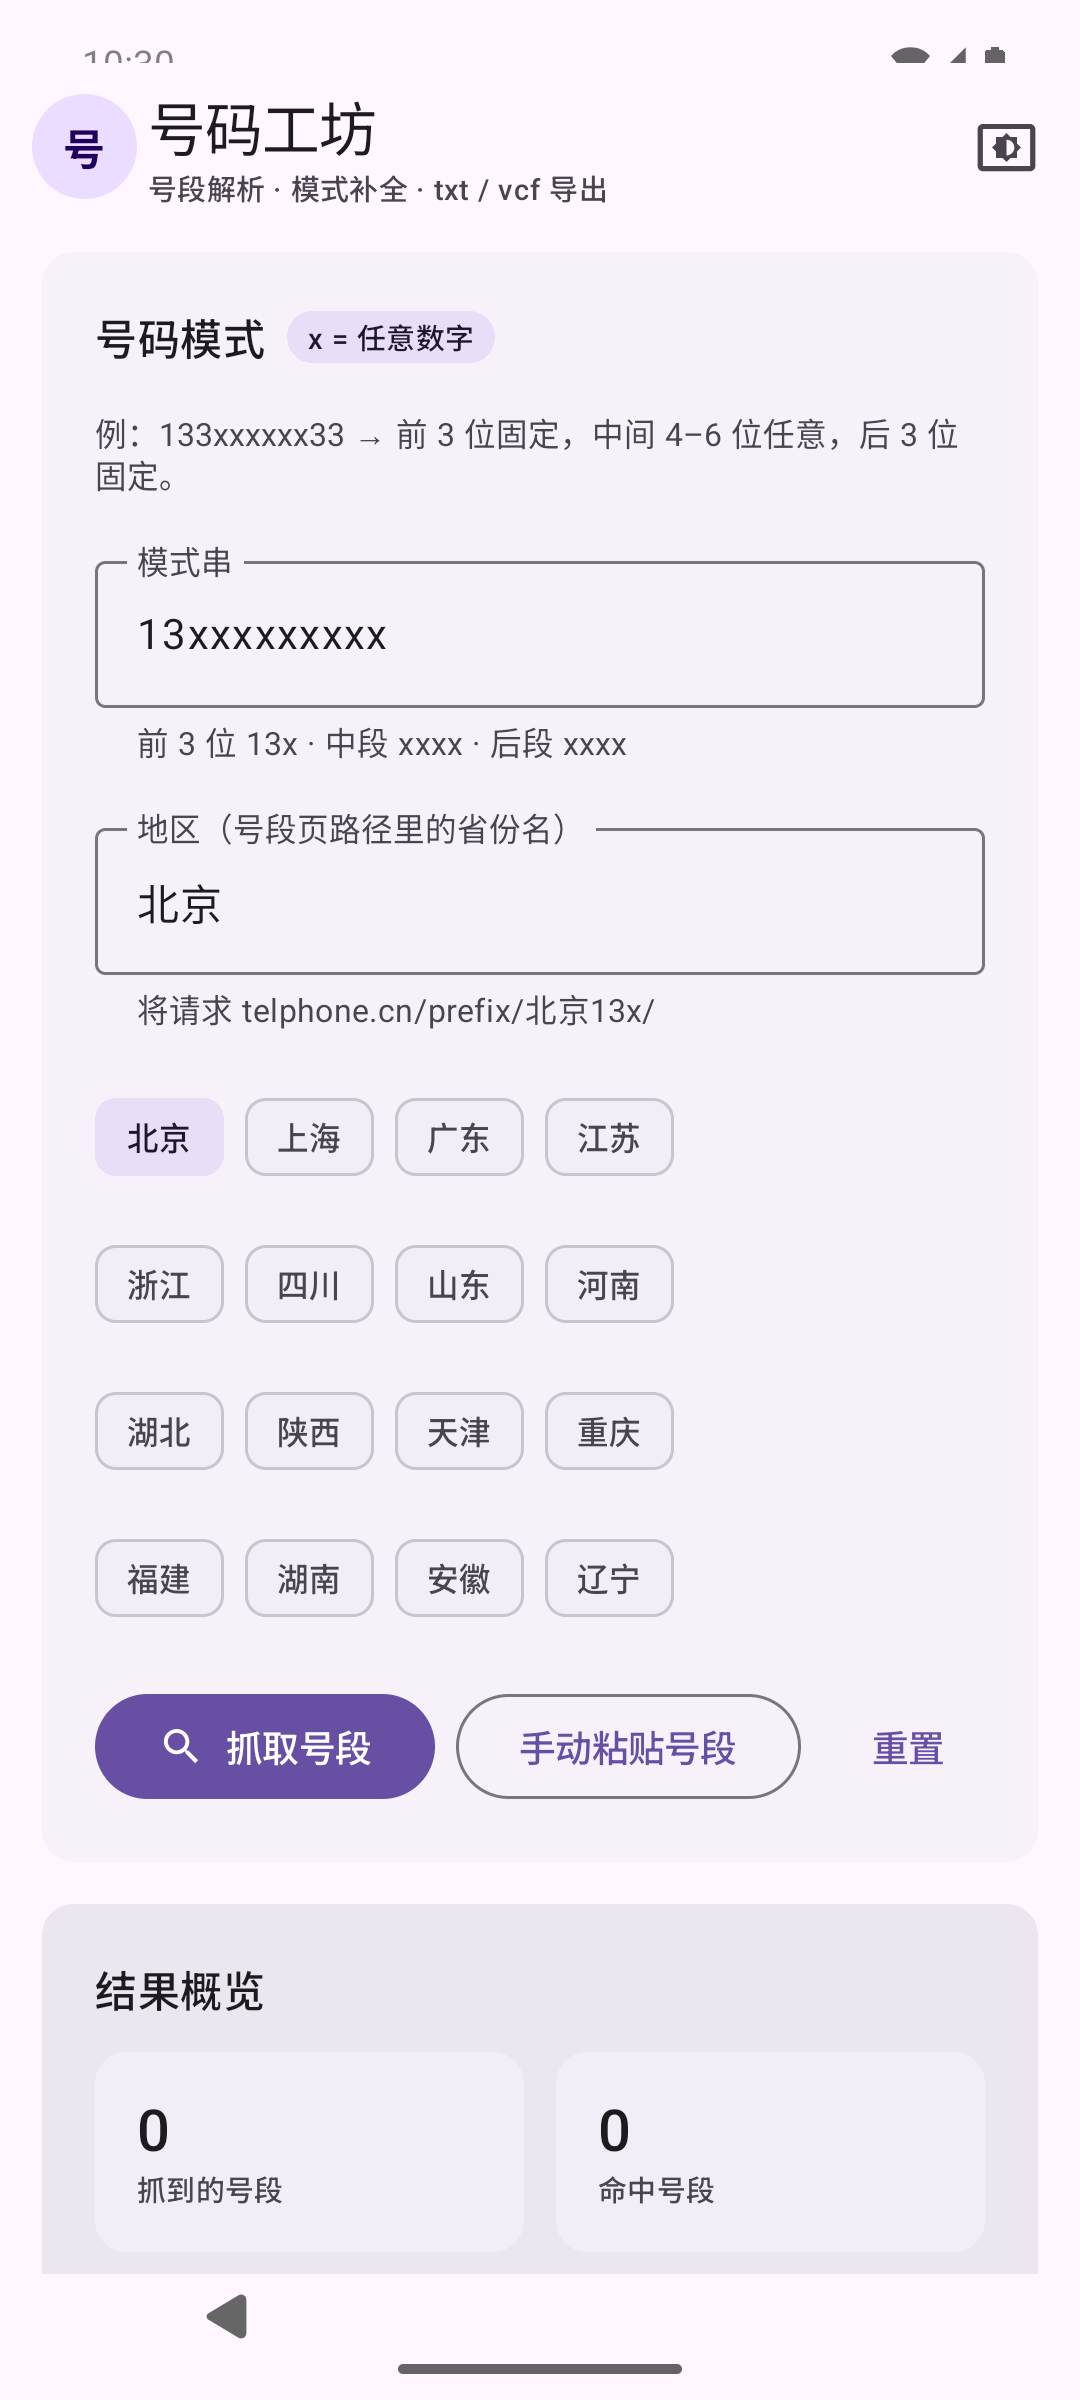 10:30
号
号码工坊
号段解析 · 模式补全 · txt / vcf 导出
号码模式
x = 任意数字
例：133xxxxxx33 → 前 3 位固定，中间 4–6 位任意，后 3 位
固定。
模式串
13xxxxxxxxx
前 3 位 13x · 中段 xxxx · 后段 xxxx
地区（号段页路径里的省份名）
北京
将请求 telphone.cn/prefix/北京13x/
北京
上海
广东
江苏
浙江
四川
山东
河南
湖北
陕西
天津
重庆
福建
湖南
安徽
辽宁
抓取号段
手动粘贴号段
重置
结果概览
0
抓到的号段
0
命中号段